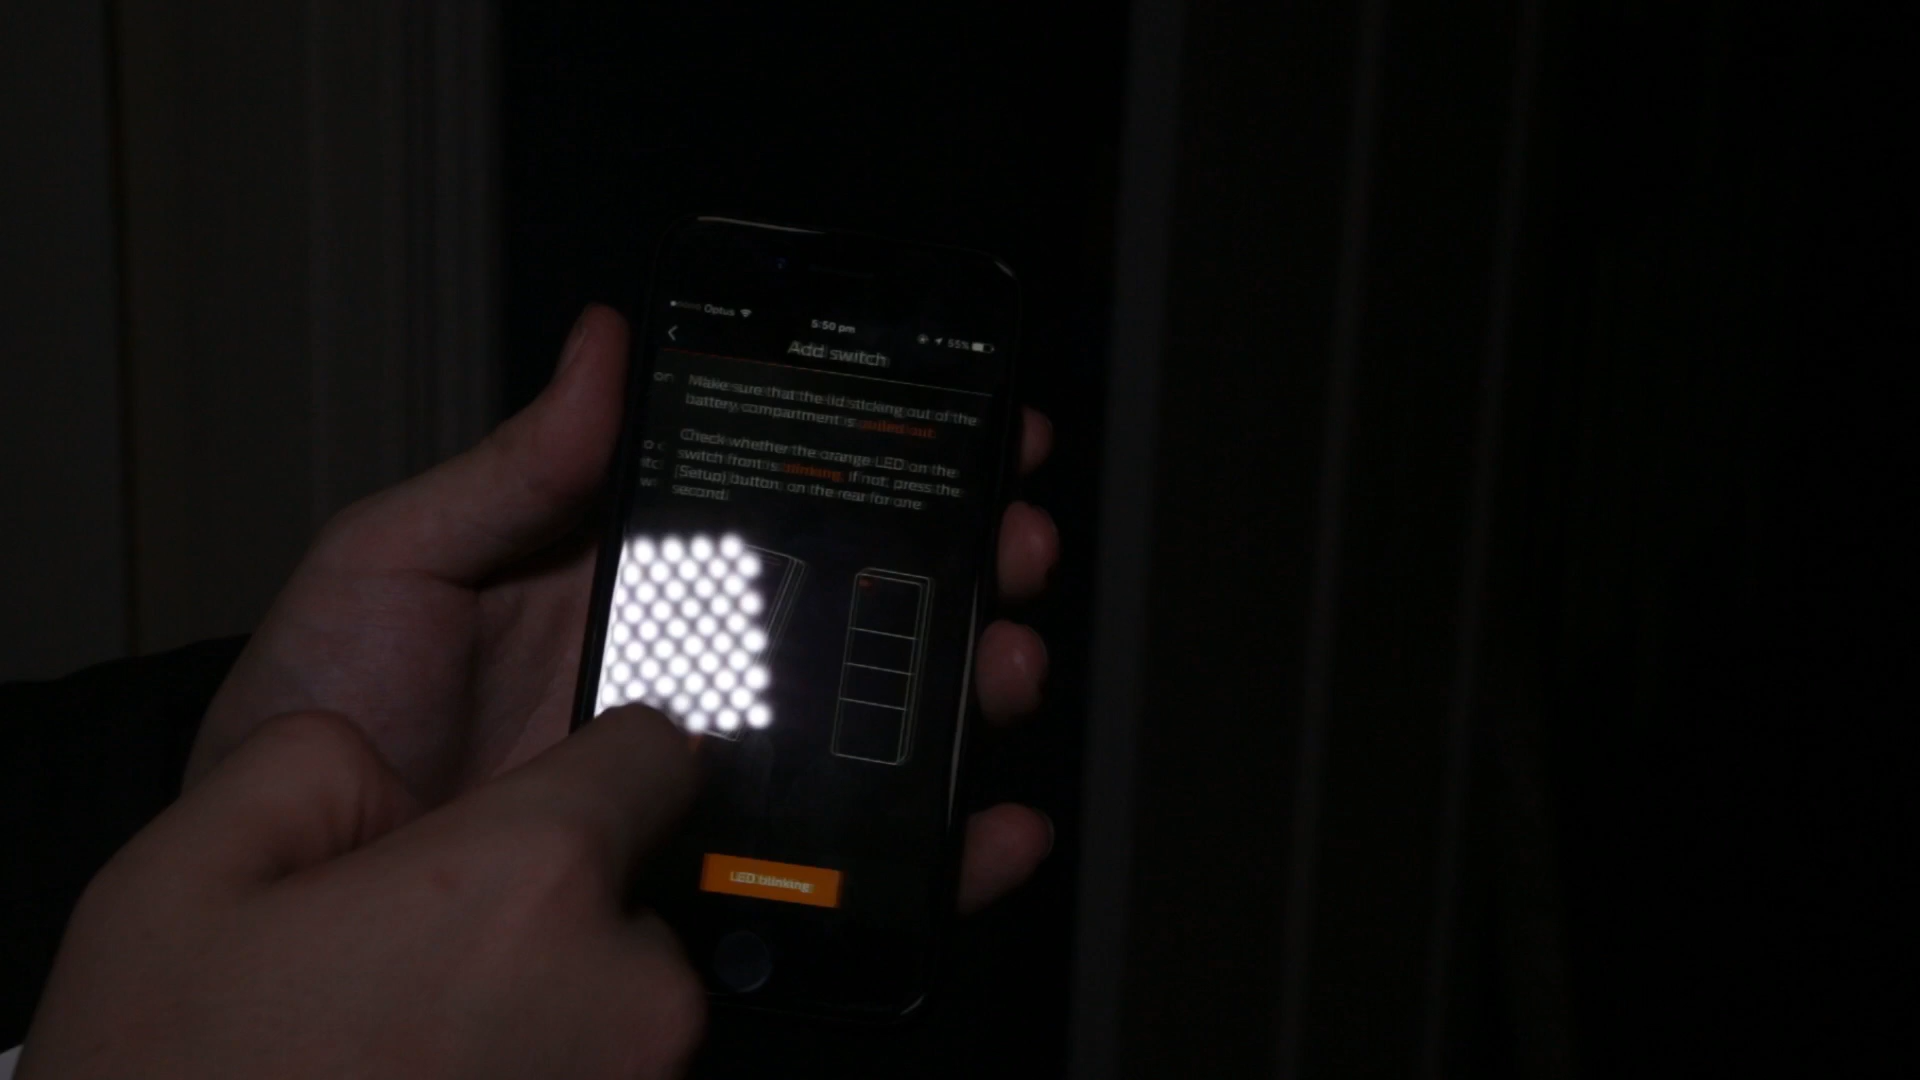 Optus 5:50 pm 55%
Add switch
on Make sure that the lid sticking out of the
battery compartment is pulled out.
Check whether the orange LED on the
switch front is blinking. If not, press the
[Setup] button on the rear for one
second.
LED blinking